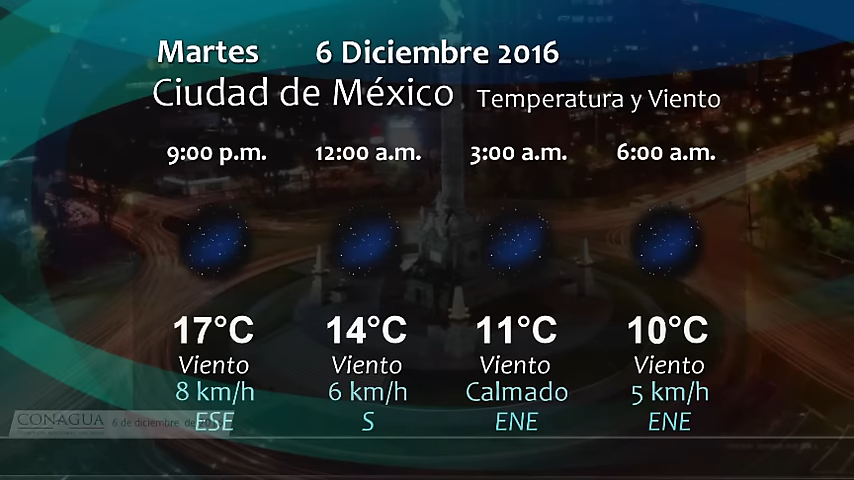 Martes 6 Diciembre 2016
Ciudad de México Temperatura y Viento
9:00 p.m. 12:00 a.m. 3:00 a.m. 6:00 a.m.
17°C 14°C 11°C 10°C
Viento Viento Viento Viento
8 km/h 6 km/h Calmado 5 km/h
ESE S ENE ENE
CONAGUA 6 de diciembre de